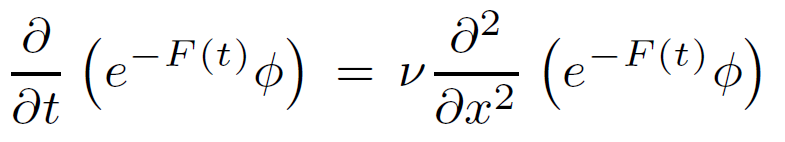 ∂/∂t (e^{−F(t)} ϕ) = ν ∂²/∂x² (e^{−F(t)} ϕ)